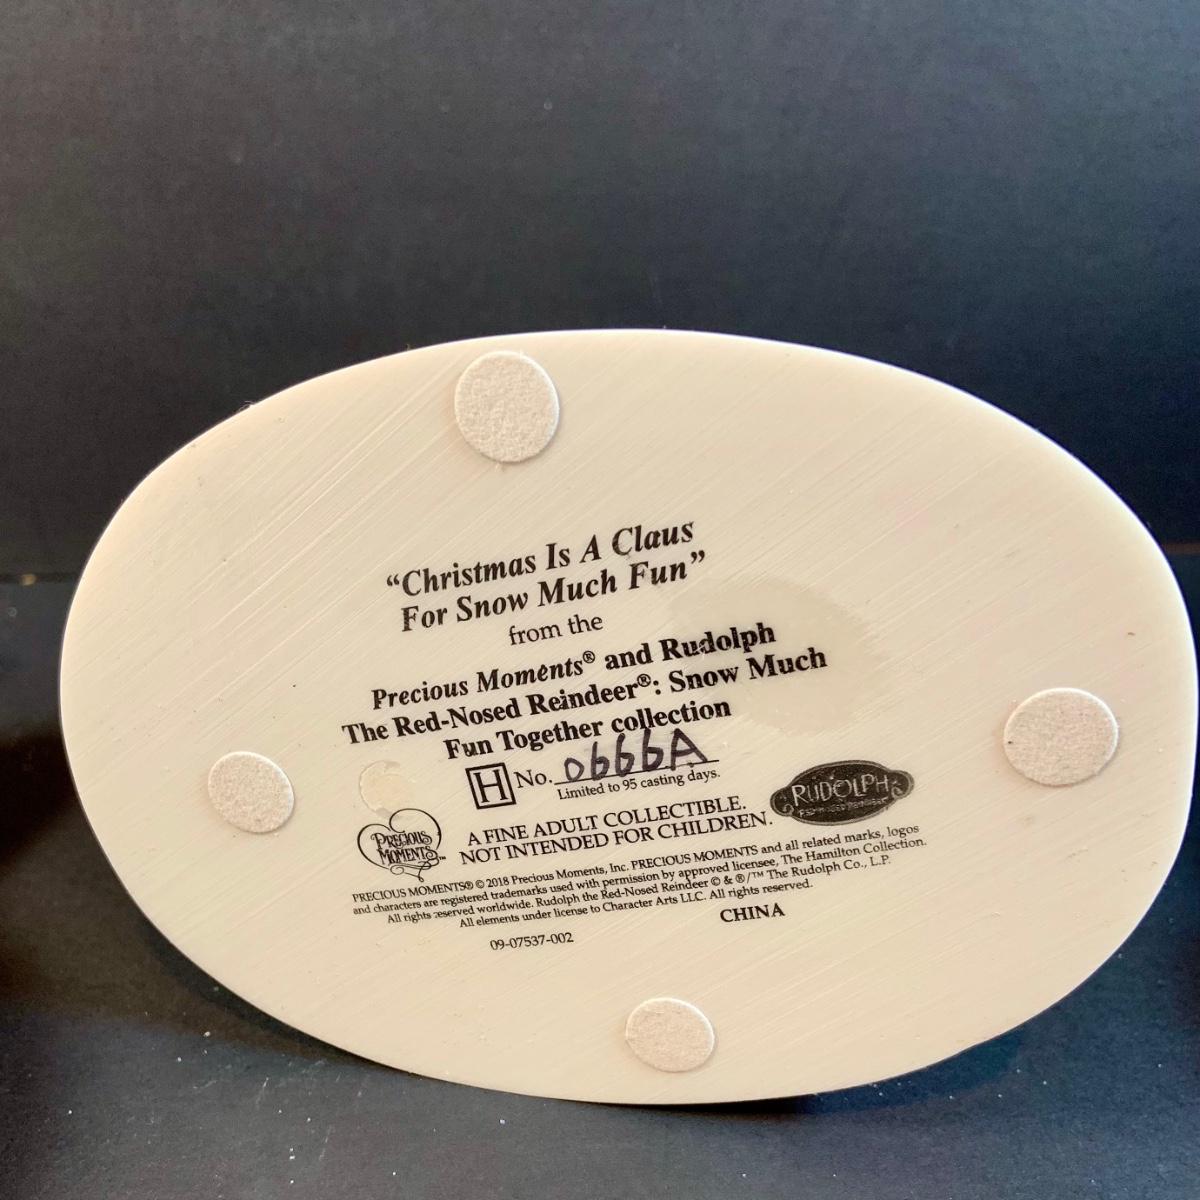 “Christmas Is A Claus
For Snow Much Fun”
from the
Precious Moments® and Rudolph
The Red-Nosed Reindeer®: Snow Much
Fun Together collection
H No. 0666A
Limited to 95 casting days.
A FINE ADULT COLLECTIBLE.
NOT INTENDED FOR CHILDREN.
PRECIOUS
MOMENTS™
RUDOLPH
RED-NOSED REINDEER
PRECIOUS MOMENTS® © 2018 Precious Moments, Inc. PRECIOUS MOMENTS and all related marks, logos
and characters are registered trademarks used with permission by approved licensee, The Hamilton Collection.
All rights reserved worldwide. Rudolph the Red-Nosed Reindeer © & ®/™ The Rudolph Co., L.P.
All elements under license to Character Arts LLC. All rights reserved.
CHINA
09-07537-002